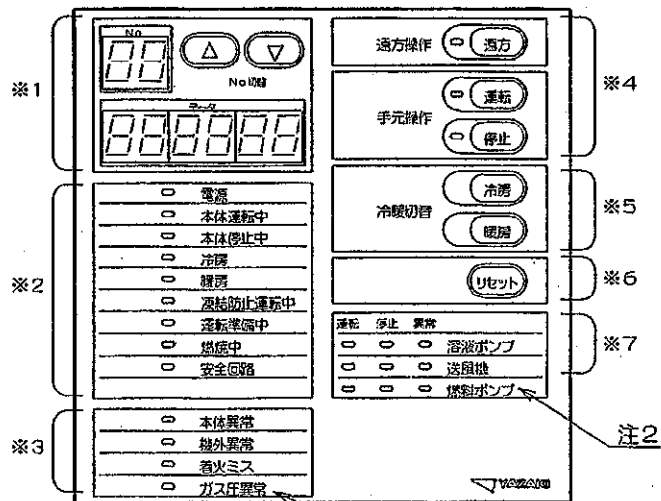 ※1
No
88
△
▽
No切替
データ
88 88 88
※2
電源
本体運転中
本体停止中
冷房
暖房
凍結防止運転中
運転準備中
燃焼中
安全回路
※3
本体異常
機外異常
着火ミス
ガス圧異常
遠方操作
遠方
手元操作
運転
停止
※4
冷暖切替
冷房
暖房
※5
リセット
※6
運転 停止 異常
溶液ポンプ
送風機
燃料ポンプ
※7
注2
YAZAKI